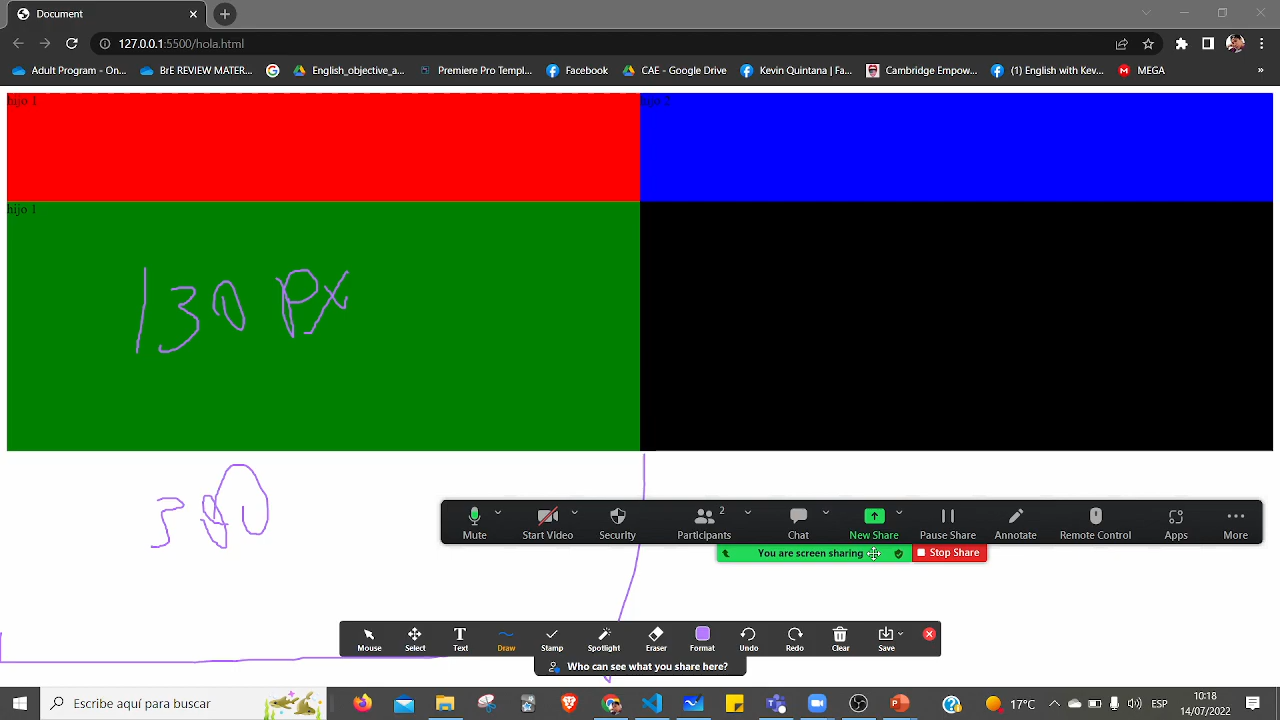 Document
127.0.0.1:5500/hola.html
Adult Program - On... BrE REVIEW MATER... English_objective_a... Premiere Pro Templ... Facebook CAE - Google Drive Kevin Quintana | Fa... Cambridge Empow... (1) English with Kev... MEGA »
hijo 1 hijo 2
hijo 1
130 px
Mute Start Video Security Participants 2 Chat New Share Pause Share Annotate Remote Control Apps More
You are screen sharing Stop Share
Mouse Select Text Draw Stamp Spotlight Eraser Format Undo Redo Clear Save
Who can see what you share here?
Escribe aquí para buscar 17°C ESP 10:18
14/07/2022